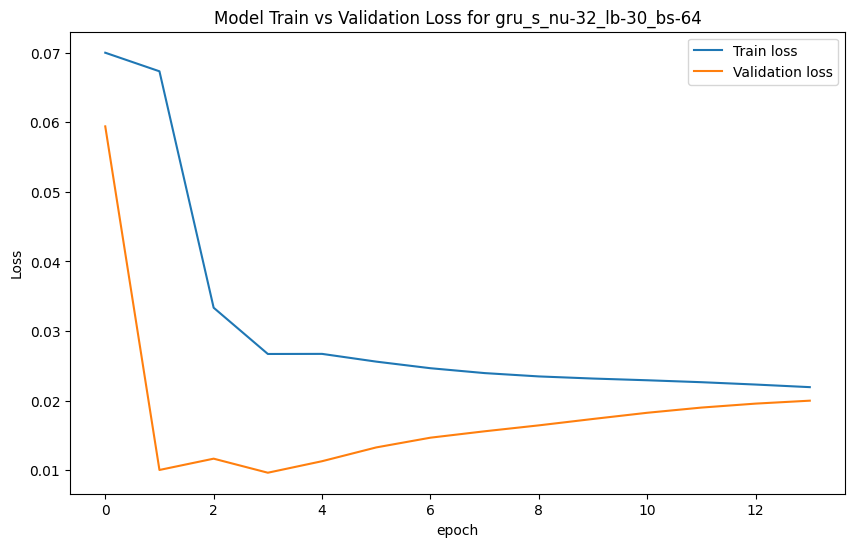 Model Train vs Validation Loss for gru_s_nu-32_lb-30_bs-64
Train loss
Validation loss
0.07
0.06
0.05
0.04
0.03
0.02
0.01
Loss
0 2 4 6 8 10 12
epoch